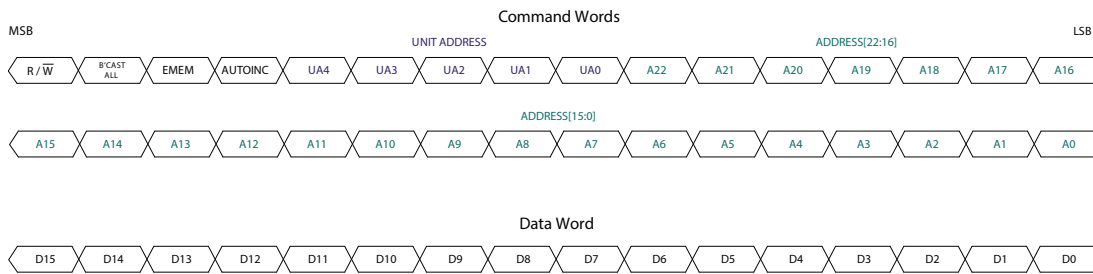 Command Words
MSB LSB
UNIT ADDRESS ADDRESS[22:16]
R / W̅ B'CAST ALL EMEM AUTOINC UA4 UA3 UA2 UA1 UA0 A22 A21 A20 A19 A18 A17 A16
ADDRESS[15:0]
A15 A14 A13 A12 A11 A10 A9 A8 A7 A6 A5 A4 A3 A2 A1 A0
Data Word
D15 D14 D13 D12 D11 D10 D9 D8 D7 D6 D5 D4 D3 D2 D1 D0